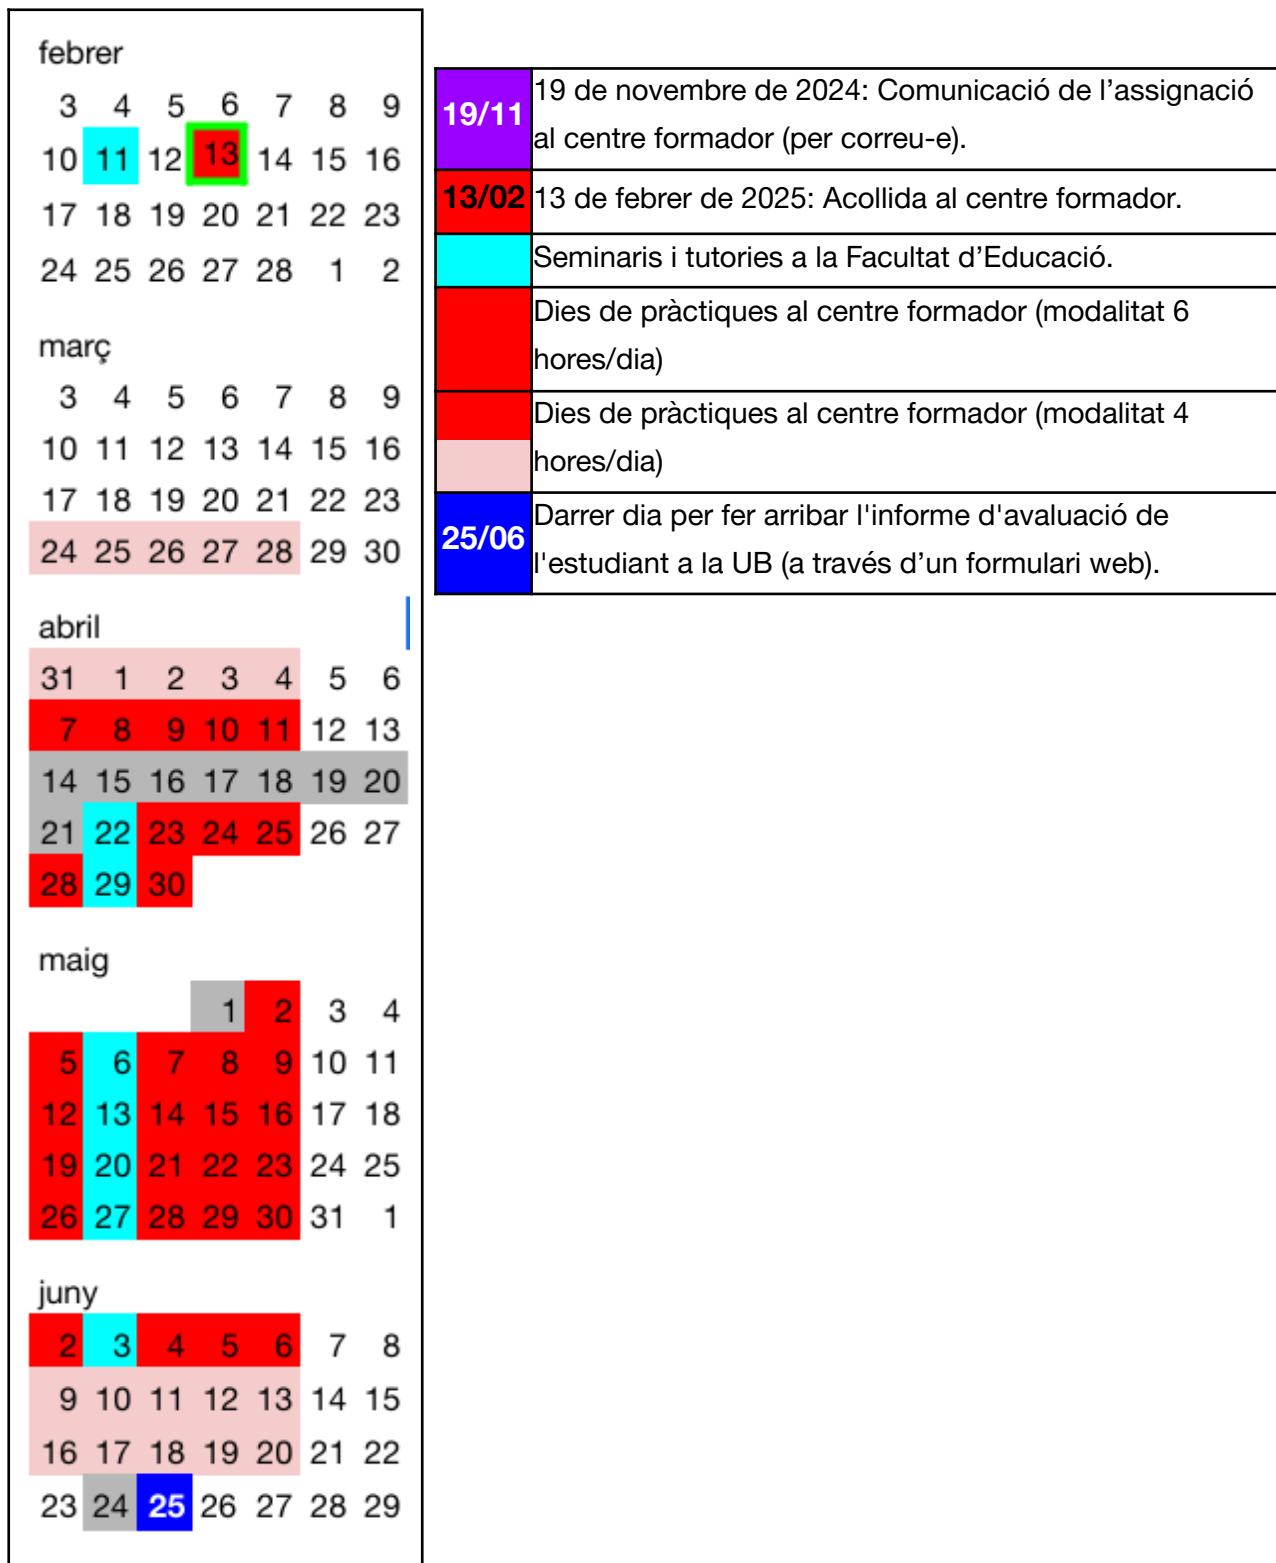 febrer
3 4 5 6 7 8 9
10 11 12 13 14 15 16
17 18 19 20 21 22 23
24 25 26 27 28 1 2
març
3 4 5 6 7 8 9
10 11 12 13 14 15 16
17 18 19 20 21 22 23
24 25 26 27 28 29 30
abril
31 1 2 3 4 5 6
7 8 9 10 11 12 13
14 15 16 17 18 19 20
21 22 23 24 25 26 27
28 29 30
maig
1 2 3 4
5 6 7 8 9 10 11
12 13 14 15 16 17 18
19 20 21 22 23 24 25
26 27 28 29 30 31 1
juny
2 3 4 5 6 7 8
9 10 11 12 13 14 15
16 17 18 19 20 21 22
23 24 25 26 27 28 29
19/11
19 de novembre de 2024: Comunicació de l’assignació
al centre formador (per correu-e).
13/02 13 de febrer de 2025: Acollida al centre formador.
Seminaris i tutories a la Facultat d’Educació.
Dies de pràctiques al centre formador (modalitat 6
hores/dia)
Dies de pràctiques al centre formador (modalitat 4
hores/dia)
25/06
Darrer dia per fer arribar l'informe d'avaluació de
l'estudiant a la UB (a través d’un formulari web).